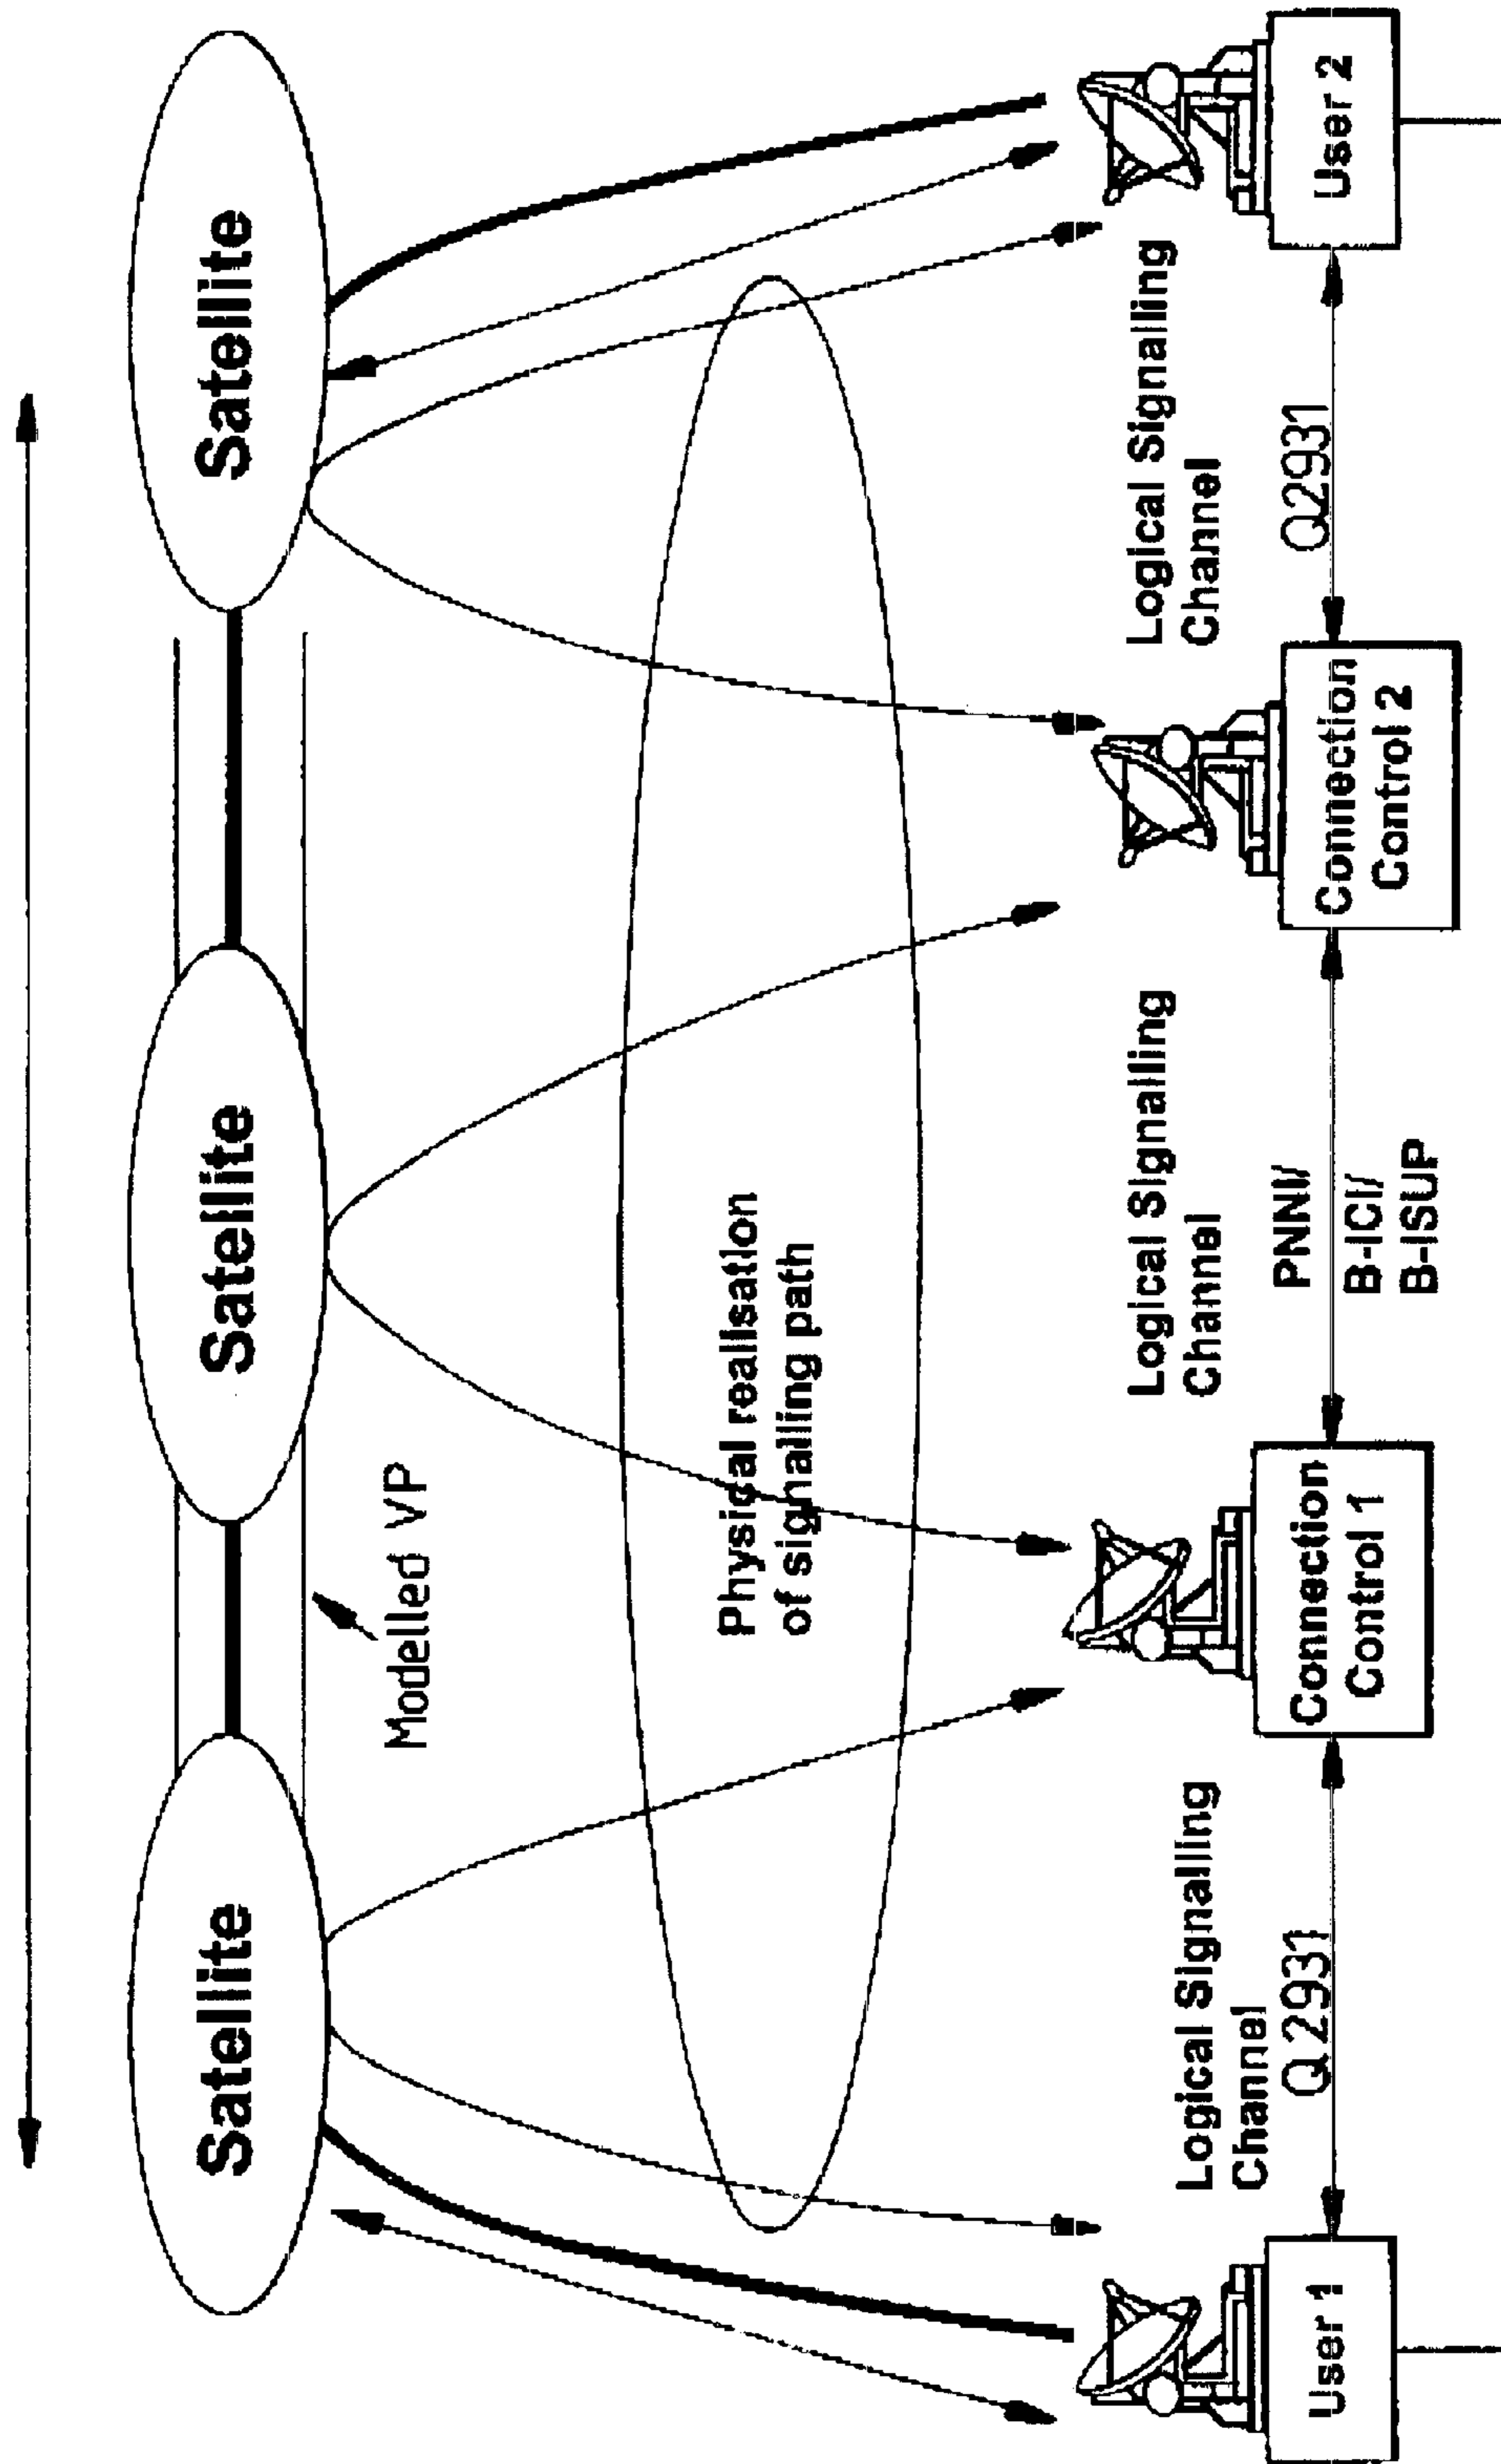 Satellite
Satellite
Satellite
Modelled VP
Physical realisation
of signalling path
Logical Signalling
Channel
Q2931
Logical Signalling
Channel
PNNI/
B-ICI/
B-ISUP
Logical Signalling
Channel
Q2931
User 1
Connection
Control 1
Connection
Control 2
User 2